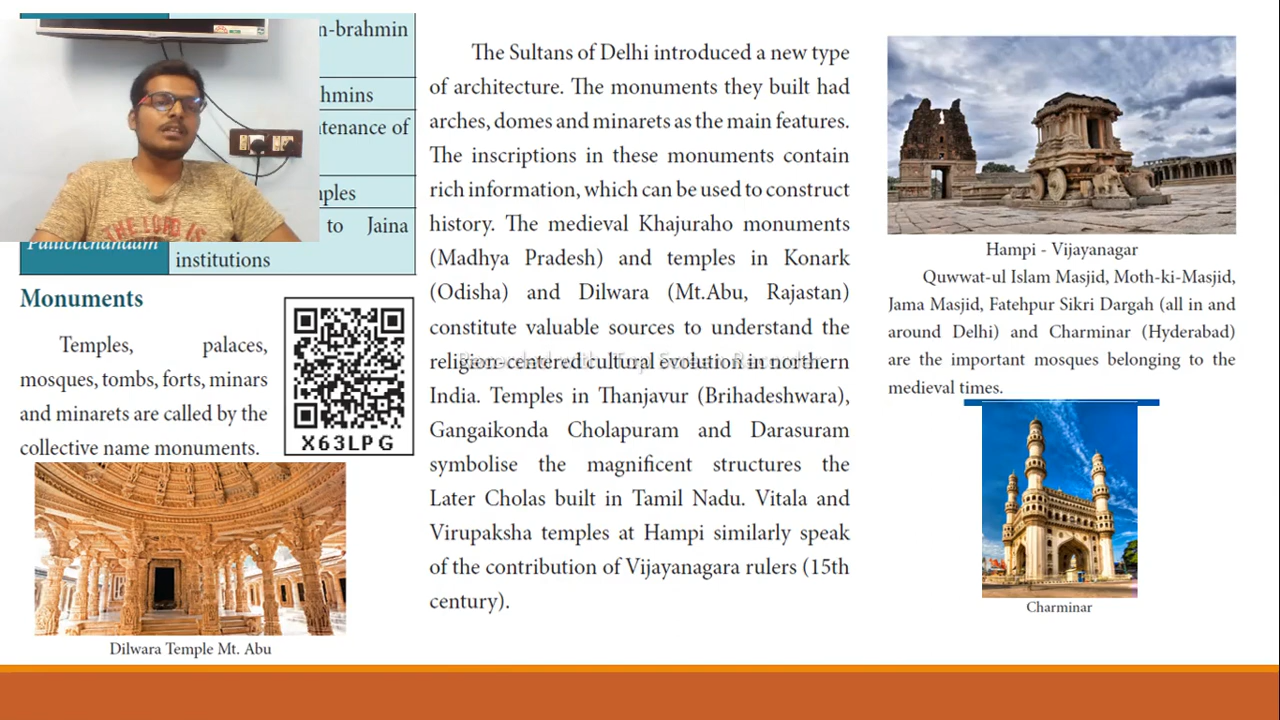 n-brahmin
hmins
tenance of
ples
to Jaina
Pallichchandam
institutions
Monuments
Temples, palaces,
mosques, tombs, forts, minars
and minarets are called by the
collective name monuments.
X63LPG
Dilwara Temple Mt. Abu
The Sultans of Delhi introduced a new type
of architecture. The monuments they built had
arches, domes and minarets as the main features.
The inscriptions in these monuments contain
rich information, which can be used to construct
history. The medieval Khajuraho monuments
(Madhya Pradesh) and temples in Konark
(Odisha) and Dilwara (Mt.Abu, Rajastan)
constitute valuable sources to understand the
religion-centered cultural evolution in northern
India. Temples in Thanjavur (Brihadeshwara),
Gangaikonda Cholapuram and Darasuram
symbolise the magnificent structures the
Later Cholas built in Tamil Nadu. Vitala and
Virupaksha temples at Hampi similarly speak
of the contribution of Vijayanagara rulers (15th
century).
Hampi - Vijayanagar
Quwwat-ul Islam Masjid, Moth-ki-Masjid,
Jama Masjid, Fatehpur Sikri Dargah (all in and
around Delhi) and Charminar (Hyderabad)
are the important mosques belonging to the
medieval times.
Charminar
THE LORD IS